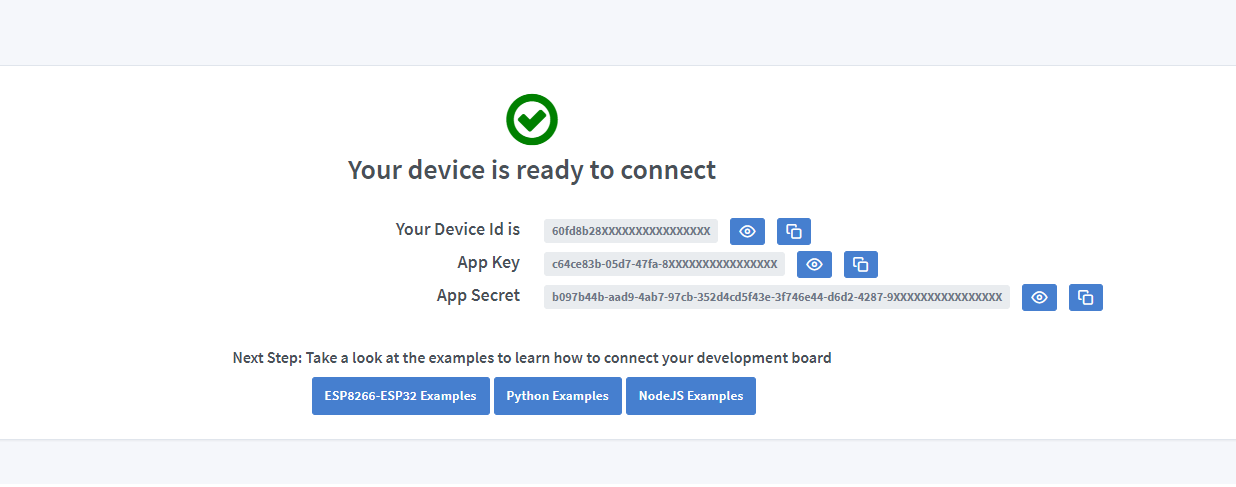 Your device is ready to connect
Your Device Id is 60fd8b28XXXXXXXXXXXXXXXX
App Key c64ce83b-05d7-47fa-8XXXXXXXXXXXXXXXX
App Secret b097b44b-aad9-4ab7-97cb-352d4cd5f43e-3f746e44-d6d2-4287-9XXXXXXXXXXXXXXXX
Next Step: Take a look at the examples to learn how to connect your development board
ESP8266-ESP32 Examples Python Examples NodeJS Examples